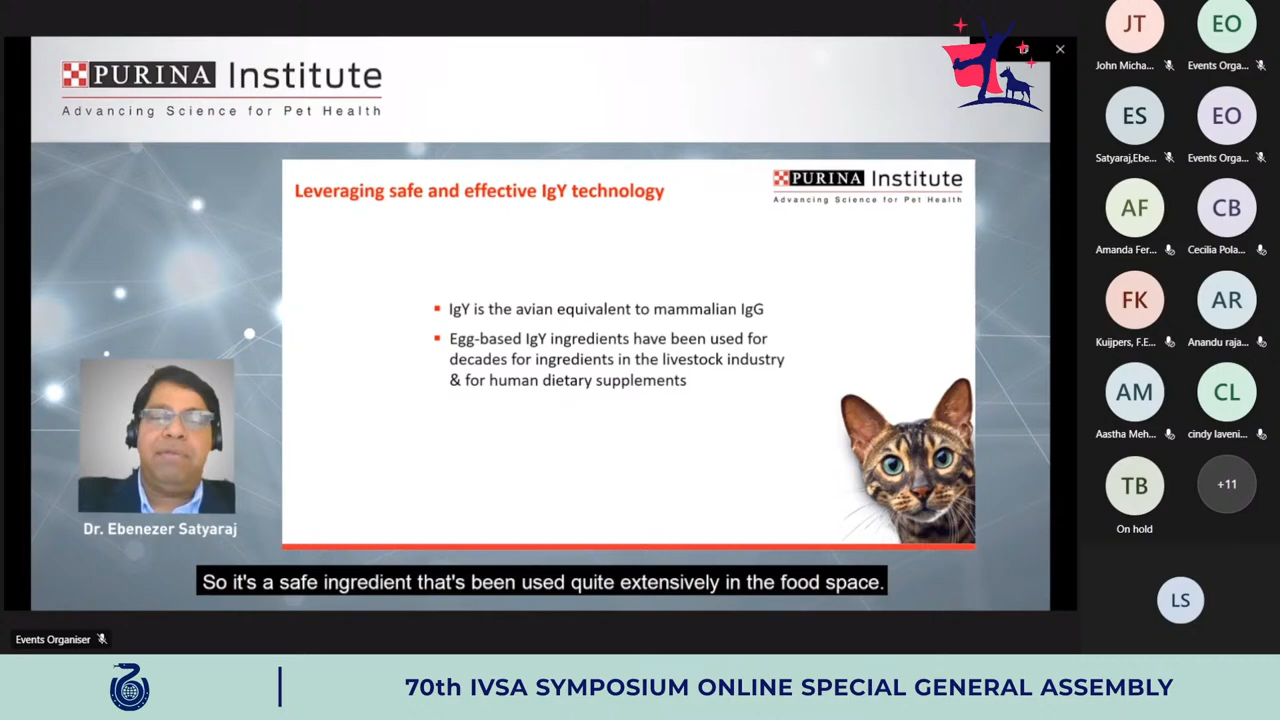 PURINA Institute
Advancing Science for Pet Health
Leveraging safe and effective IgY technology
PURINA Institute
Advancing Science for Pet Health
IgY is the avian equivalent to mammalian IgG
Egg-based IgY ingredients have been used for
decades for ingredients in the livestock industry
& for human dietary supplements
Dr. Ebenezer Satyaraj
So it's a safe ingredient that's been used quite extensively in the food space.
Events Organiser
JT
EO
John Micha...
Events Orga...
ES
EO
Satyaraj,Ebe...
Events Orga...
AF
CB
Amanda Fer...
Cecilia Pola...
FK
AR
Kuijpers, F.E...
Anandu raja...
AM
CL
Aastha Meh...
cindy laveni...
TB
+11
On hold
LS
70th IVSA SYMPOSIUM ONLINE SPECIAL GENERAL ASSEMBLY